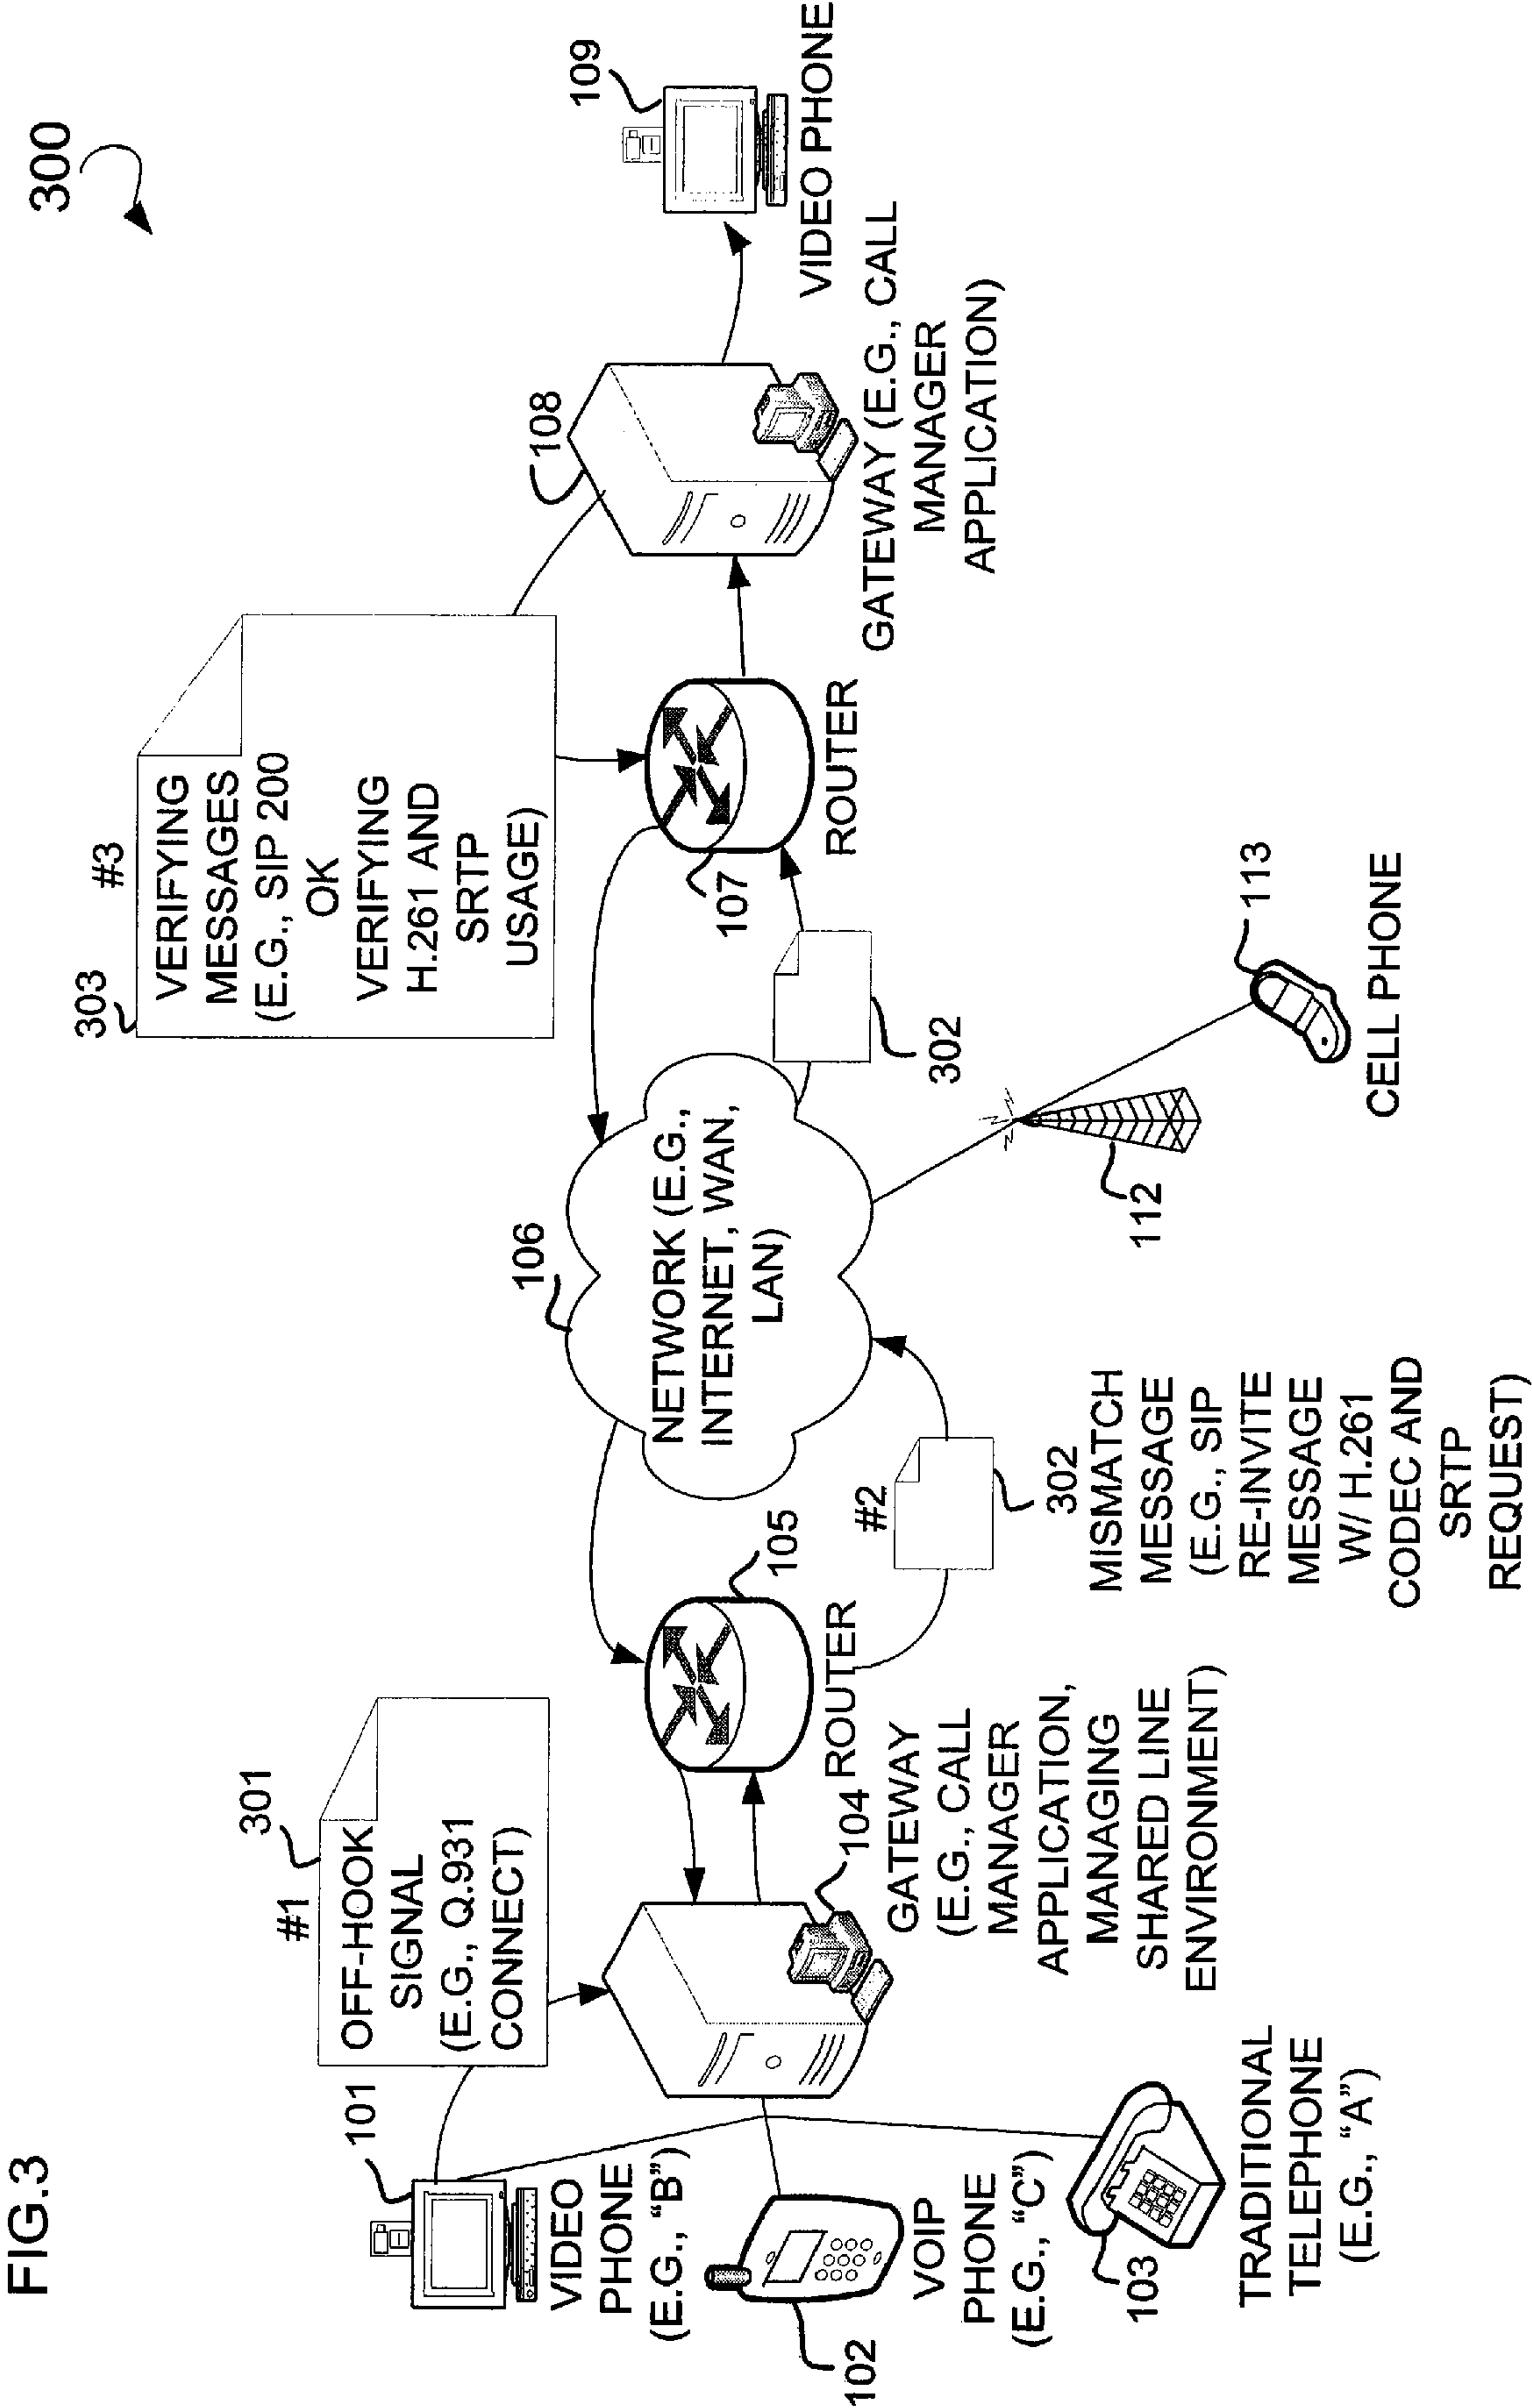 FIG.3
300
#1
301
OFF-HOOK
SIGNAL
(E.G., Q.931
CONNECT)
#3
303
VERIFYING
MESSAGES
(E.G., SIP 200
OK
VERIFYING
H.261 AND
SRTP
USAGE)
101
VIDEO
PHONE
(E.G., “B”)
102
VOIP
PHONE
(E.G., “C”)
103
TRADITIONAL
TELEPHONE
(E.G., “A”)
104
GATEWAY
(E.G., CALL
MANAGER
APPLICATION,
MANAGING
SHARED LINE
ENVIRONMENT)
105
ROUTER
#2
302
MISMATCH
MESSAGE
(E.G., SIP
RE-INVITE
MESSAGE
W/ H.261
CODEC AND
SRTP
REQUEST)
106
NETWORK (E.G.,
INTERNET, WAN,
LAN)
302
112
113
CELL PHONE
107
ROUTER
108
GATEWAY (E.G., CALL
MANAGER
APPLICATION)
109
VIDEO PHONE